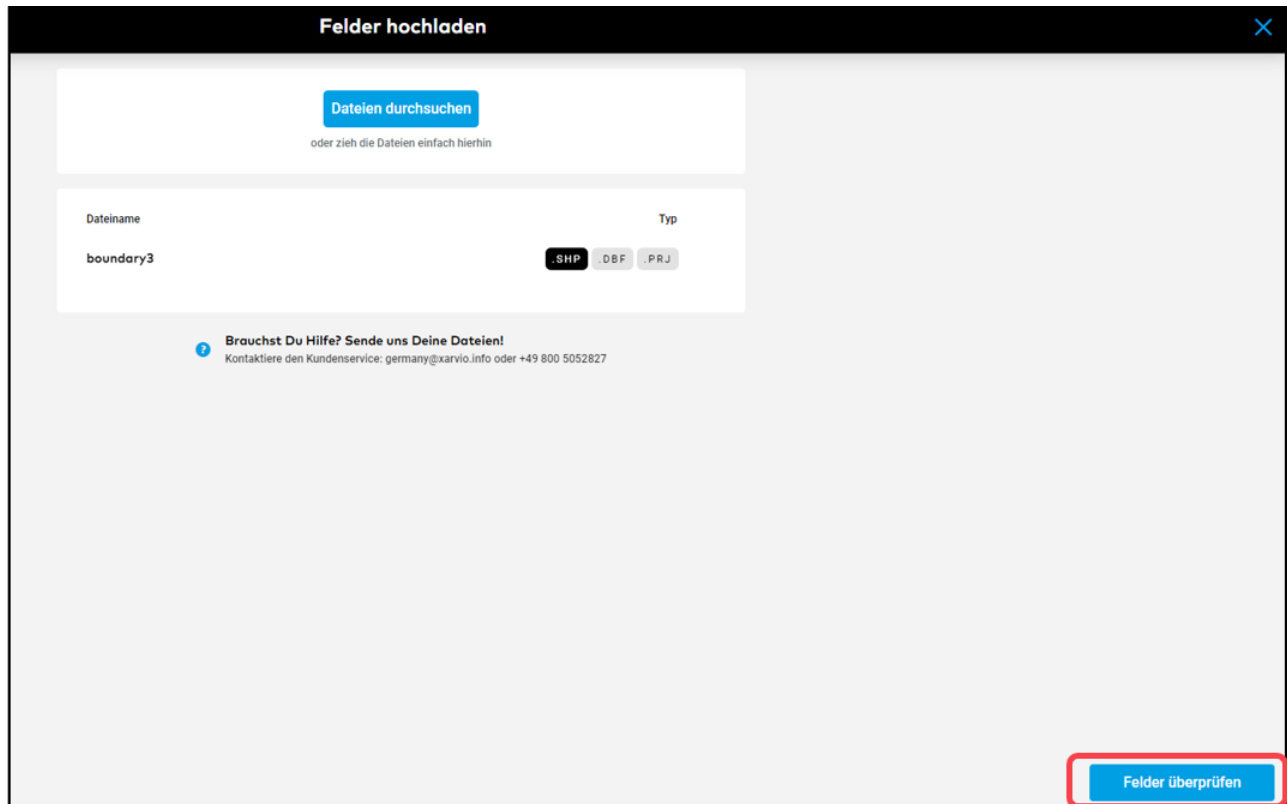 Felder hochladen
Dateien durchsuchen
oder zieh die Dateien einfach hierhin
Dateiname Typ
boundary3 .SHP .DBF .PRJ
Brauchst Du Hilfe? Sende uns Deine Dateien!
Kontaktiere den Kundenservice: germany@xarvio.info oder +49 800 5052827
Felder überprüfen